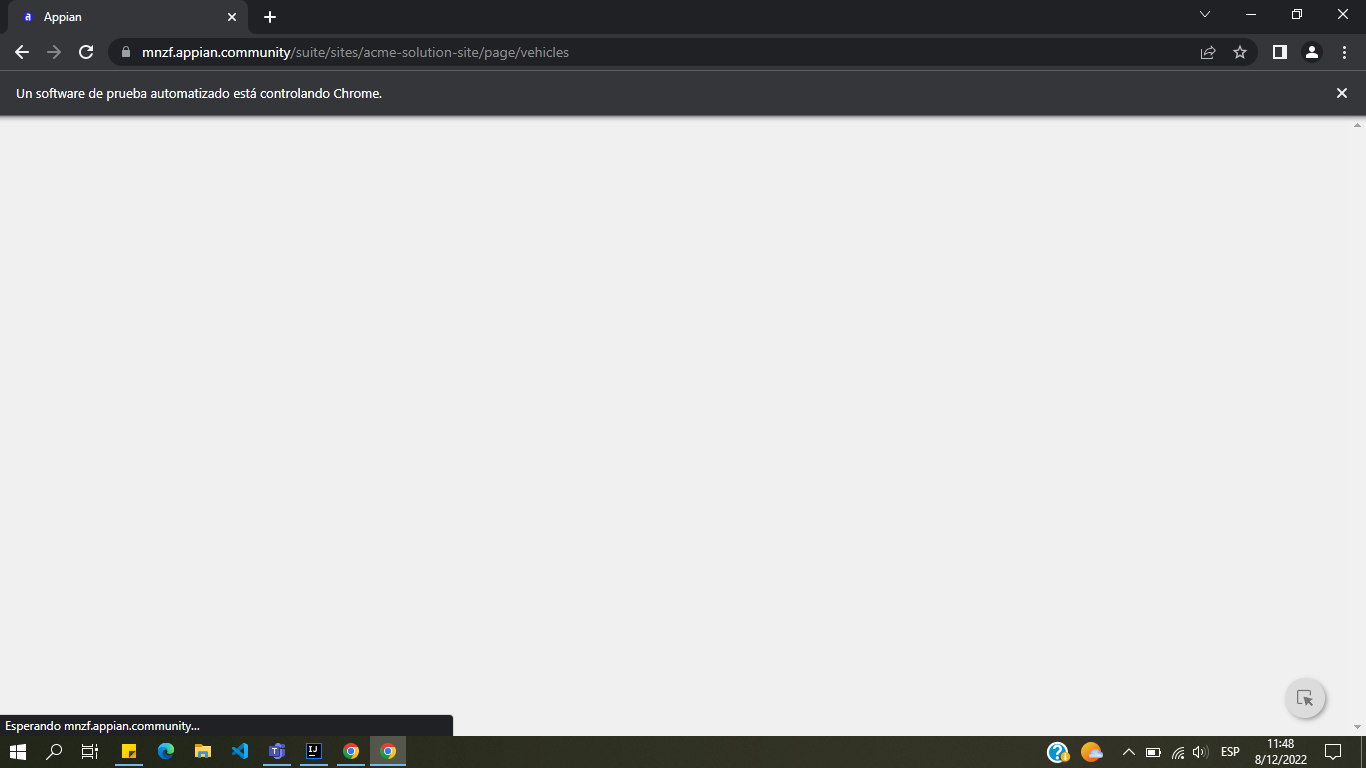 Appian
mnzf.appian.community/suite/sites/acme-solution-site/page/vehicles
Un software de prueba automatizado está controlando Chrome.
Esperando mnzf.appian.community...
ESP
11:48
8/12/2022